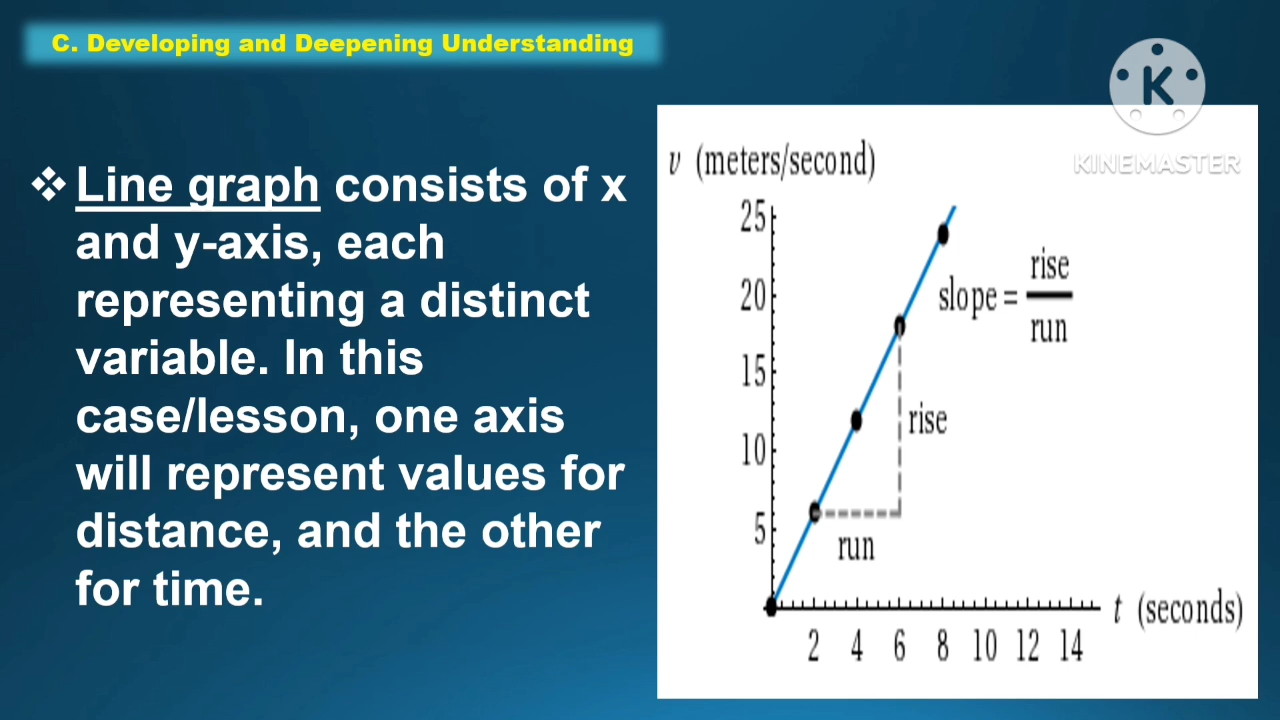 C. Developing and Deepening Understanding
K
KINEMASTER
❖ Line graph consists of x
and y-axis, each
representing a distinct
variable. In this
case/lesson, one axis
will represent values for
distance, and the other
for time.
v (meters/second)
25
20
15
10
5
slope = rise
run
rise
run
t (seconds)
2 4 6 8 10 12 14